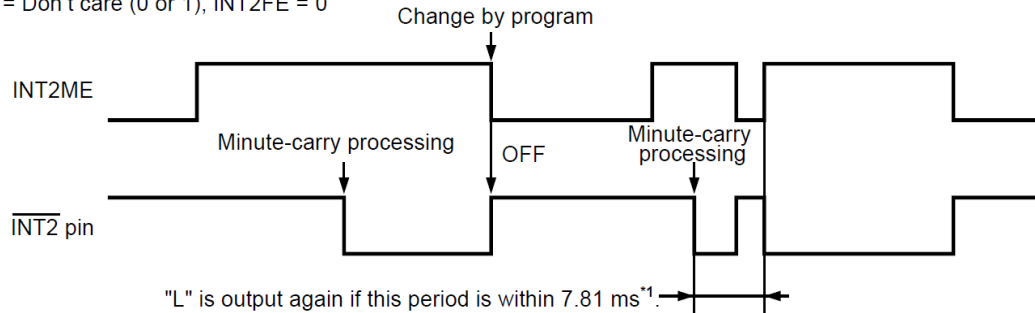 = Don't care (0 or 1), INT2FE = 0
Change by program
INT2ME
Minute-carry processing
OFF
Minute-carry
processing
INT2 pin
"L" is output again if this period is within 7.81 ms*1.